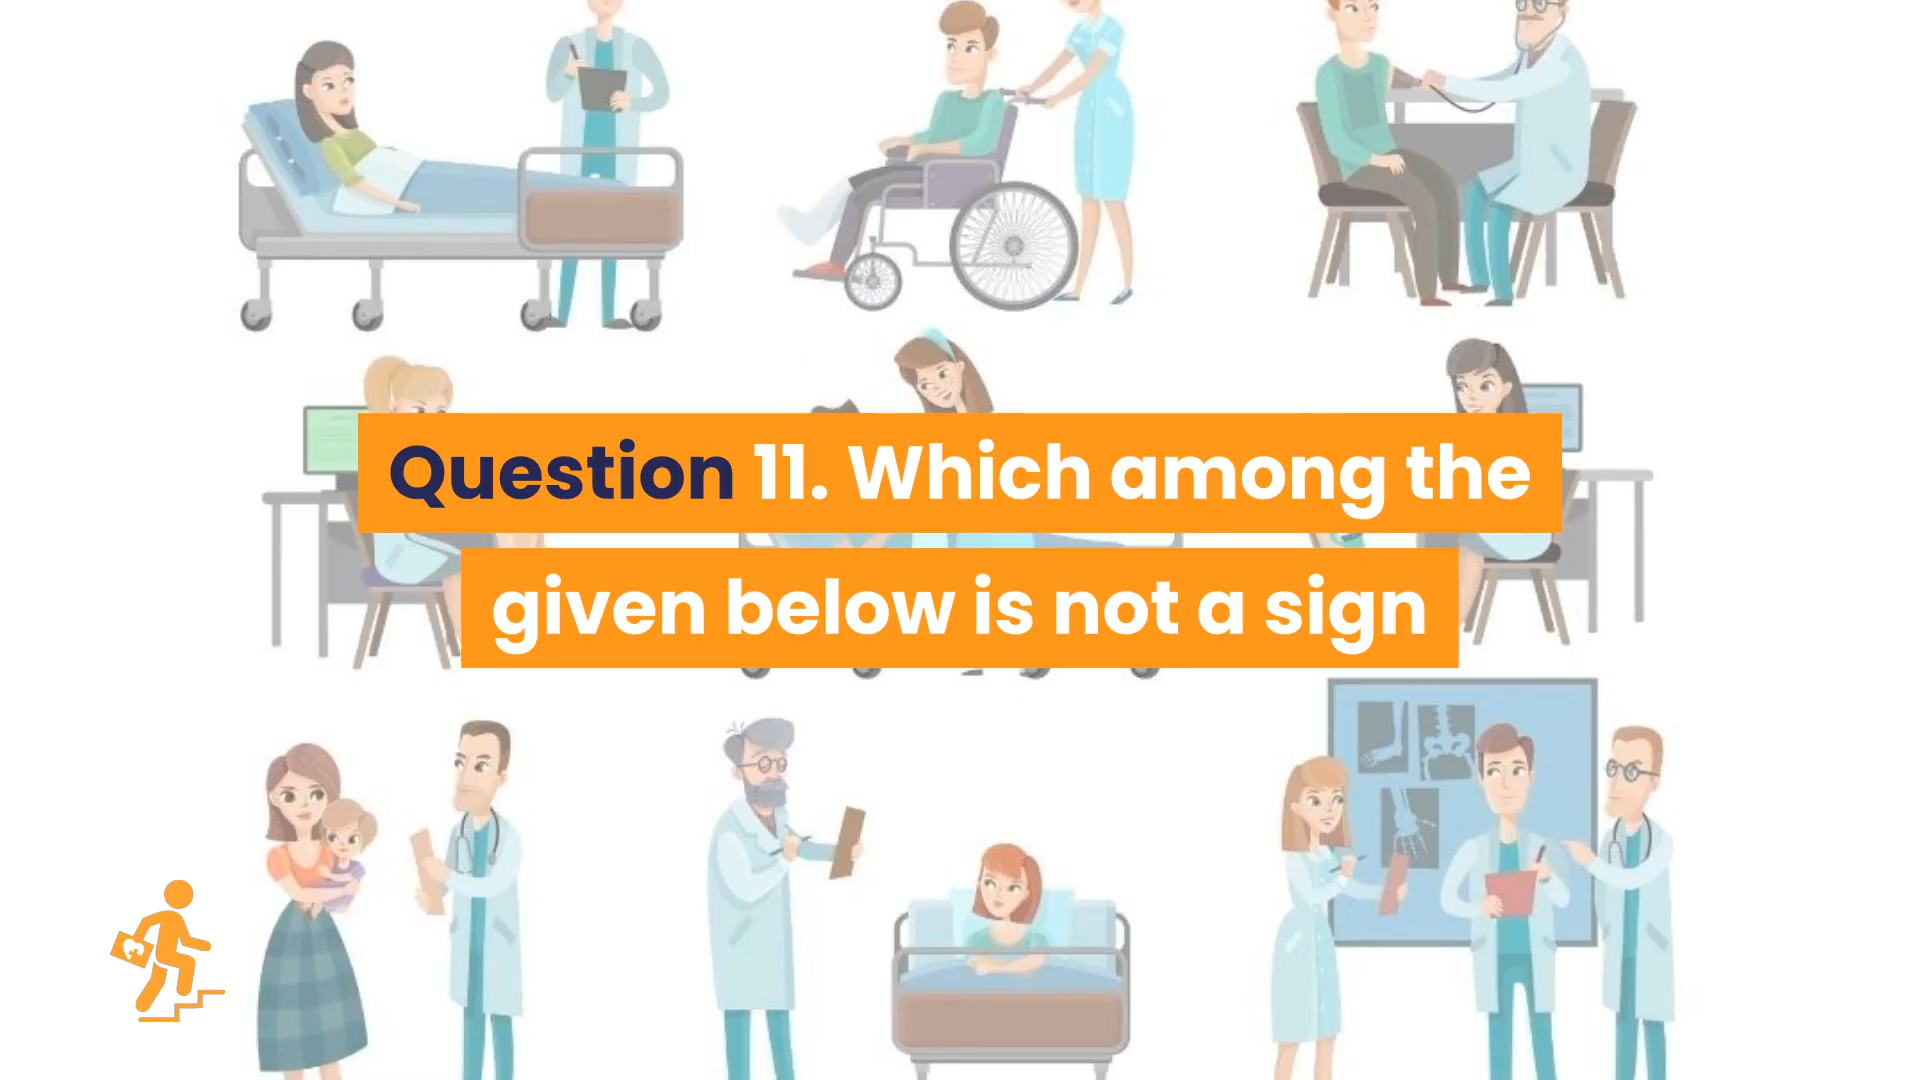 Question 11. Which among the
given below is not a sign